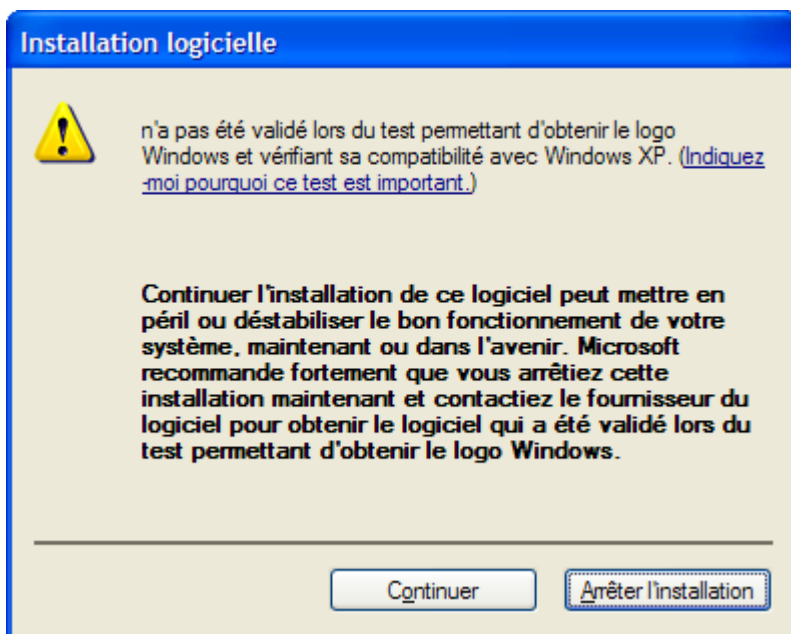 Installation logicielle
n'a pas été validé lors du test permettant d'obtenir le logo
Windows et vérifiant sa compatibilité avec Windows XP. (Indiquez
-moi pourquoi ce test est important.)
Continuer l'installation de ce logiciel peut mettre en
péril ou déstabiliser le bon fonctionnement de votre
système, maintenant ou dans l'avenir. Microsoft
recommande fortement que vous arrêtiez cette
installation maintenant et contactiez le fournisseur du
logiciel pour obtenir le logiciel qui a été validé lors du
test permettant d'obtenir le logo Windows.
Continuer
Arrêter l'installation